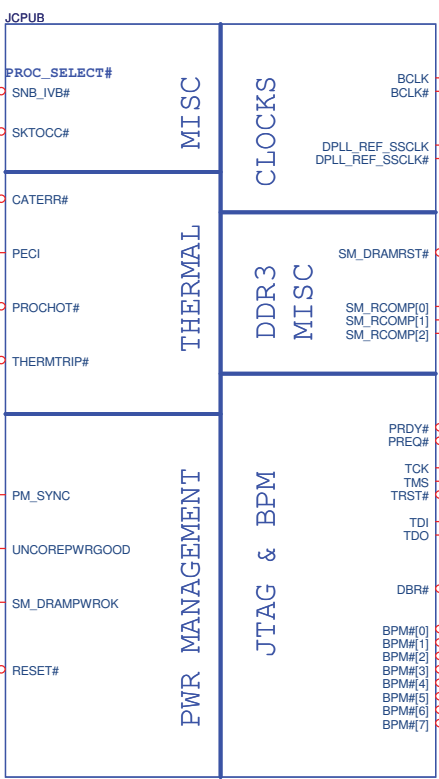 JCPUB
PROC_SELECT#
SNB_IVB#
SKTOCC#
MISC
CATERR#
PECI
PROCHOT#
THERMTRIP#
THERMAL
PM_SYNC
UNCOREPWRGOOD
SM_DRAMPWROK
RESET#
PWR MANAGEMENT
CLOCKS
BCLK
BCLK#
DPLL_REF_SSCLK
DPLL_REF_SSCLK#
DDR3
MISC
SM_DRAMRST#
SM_RCOMP[0]
SM_RCOMP[1]
SM_RCOMP[2]
JTAG & BPM
PRDY#
PREQ#
TCK
TMS
TRST#
TDI
TDO
DBR#
BPM#[0]
BPM#[1]
BPM#[2]
BPM#[3]
BPM#[4]
BPM#[5]
BPM#[6]
BPM#[7]